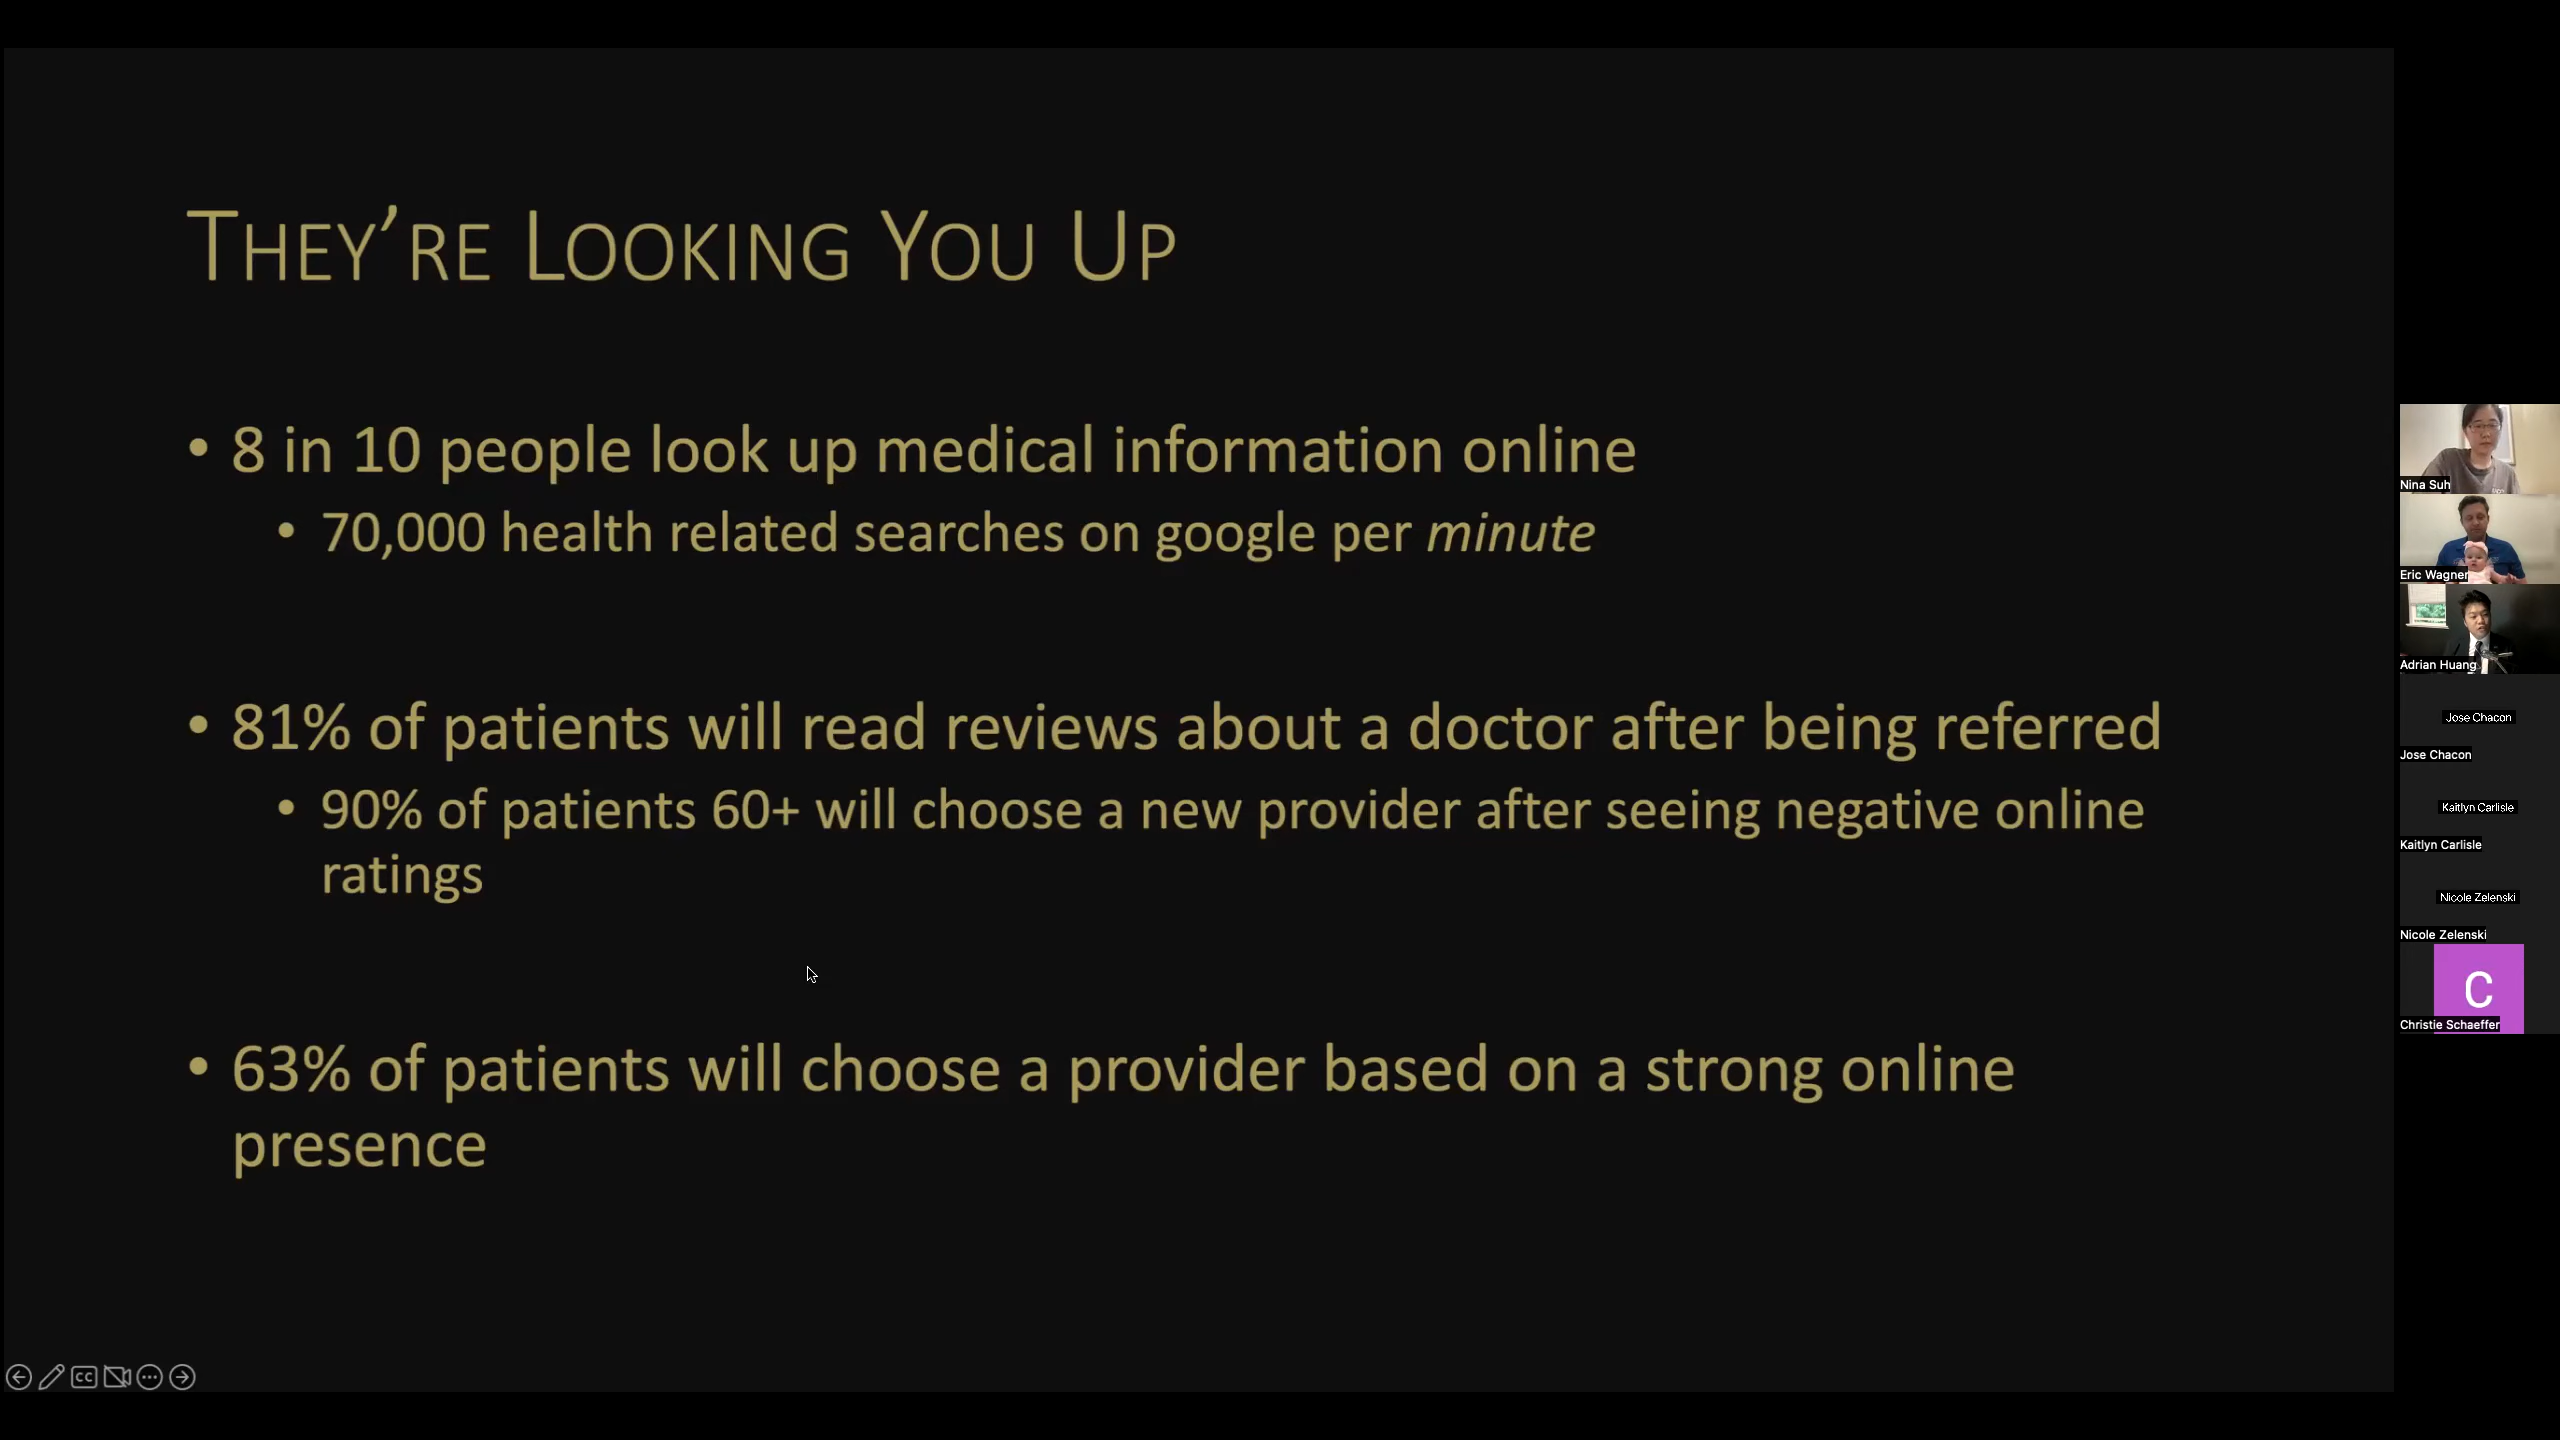 THEY'RE LOOKING YOU UP
• 8 in 10 people look up medical information online
• 70,000 health related searches on google per minute
• 81% of patients will read reviews about a doctor after being referred
• 90% of patients 60+ will choose a new provider after seeing negative online
ratings
• 63% of patients will choose a provider based on a strong online
presence
CC
Nina Suh
Eric Wagner
Adrian Huang
Jose Chacon
Jose Chacon
Kaitlyn Carlisle
Kaitlyn Carlisle
Nicole Zelenski
Nicole Zelenski
C
Christie Schaeffer